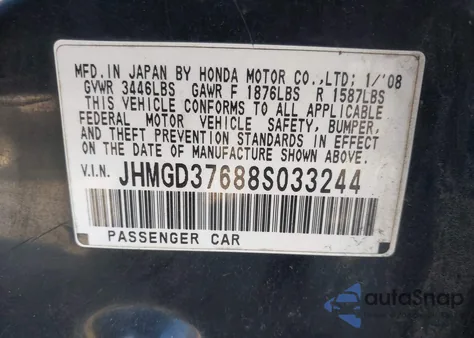 MFD. IN JAPAN BY HONDA MOTOR CO.,LTD; 1/'08
GVWR 3446LBS GAWR F 1876LBS R 1587LBS
THIS VEHICLE CONFORMS TO ALL APPLICABLE
FEDERAL MOTOR VEHICLE SAFETY, BUMPER,
AND THEFT PREVENTION STANDARDS IN EFFECT
ON THE DATE OF MANUFACTURE SHOWN ABOVE.
V.I.N. JHMGD37688S033244
PASSENGER CAR
autoSnap